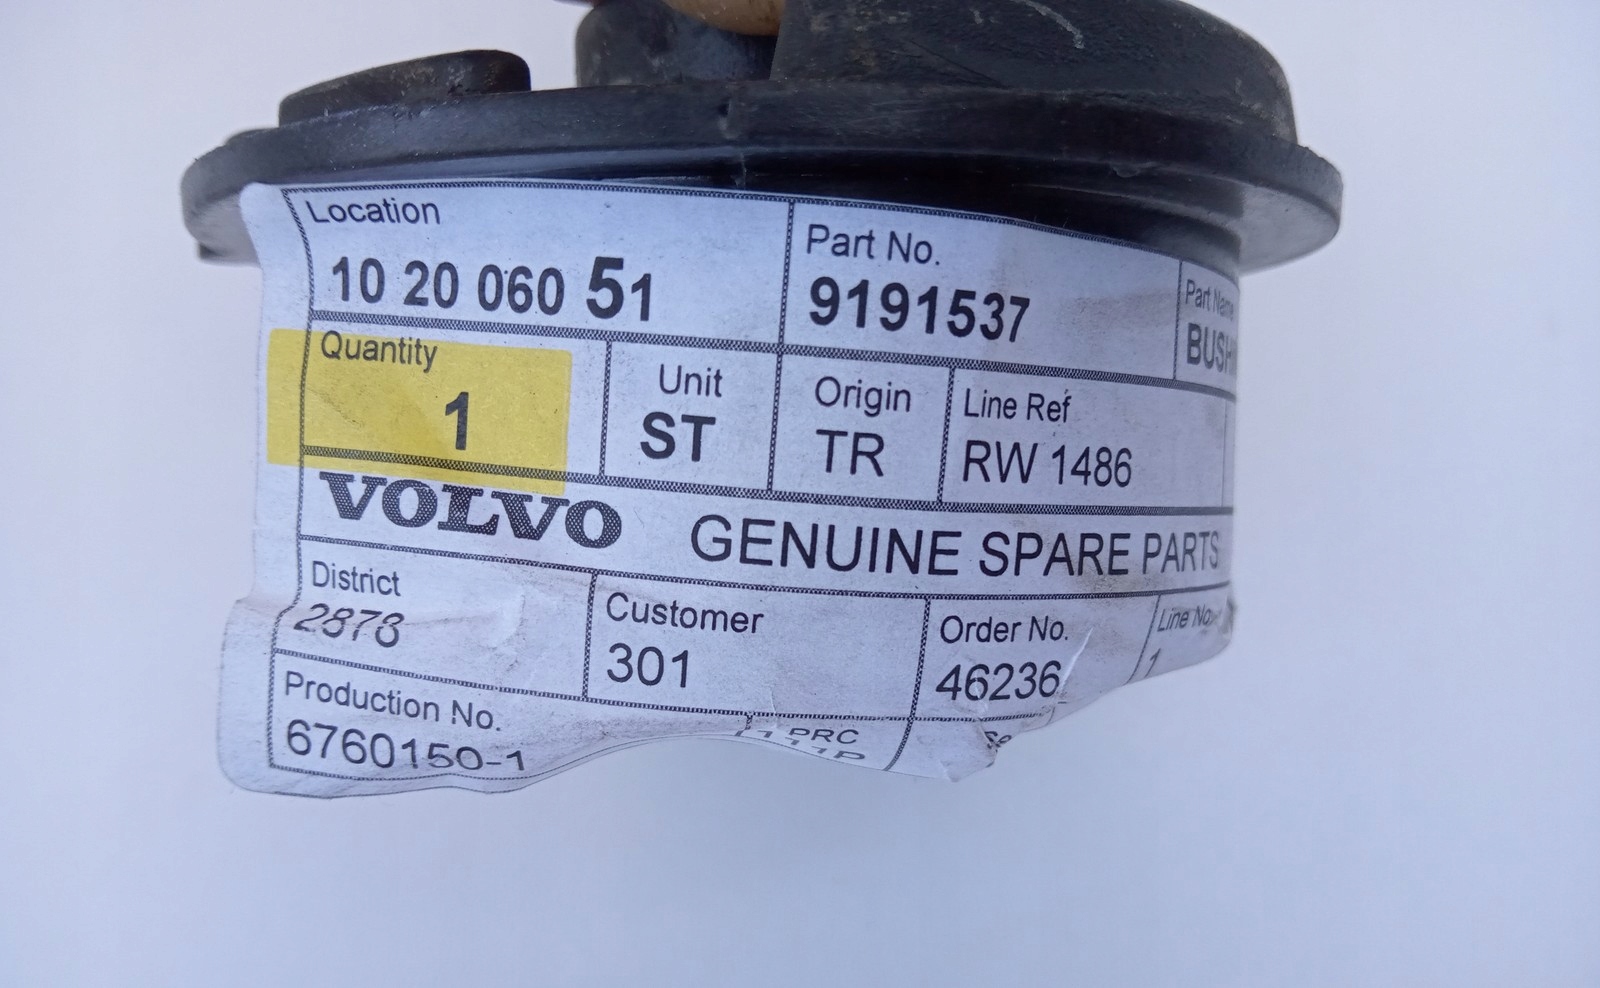 Location
10 20 060 51
Part No.
9191537
Part Name
Quantity
1
Unit
ST
Origin
TR
Line Ref
RW 1486
VOLVO GENUINE SPARE PARTS
District
2878
Customer
301
Order No.
46236
Line No.
1
Production No.
6760150-1
PRC